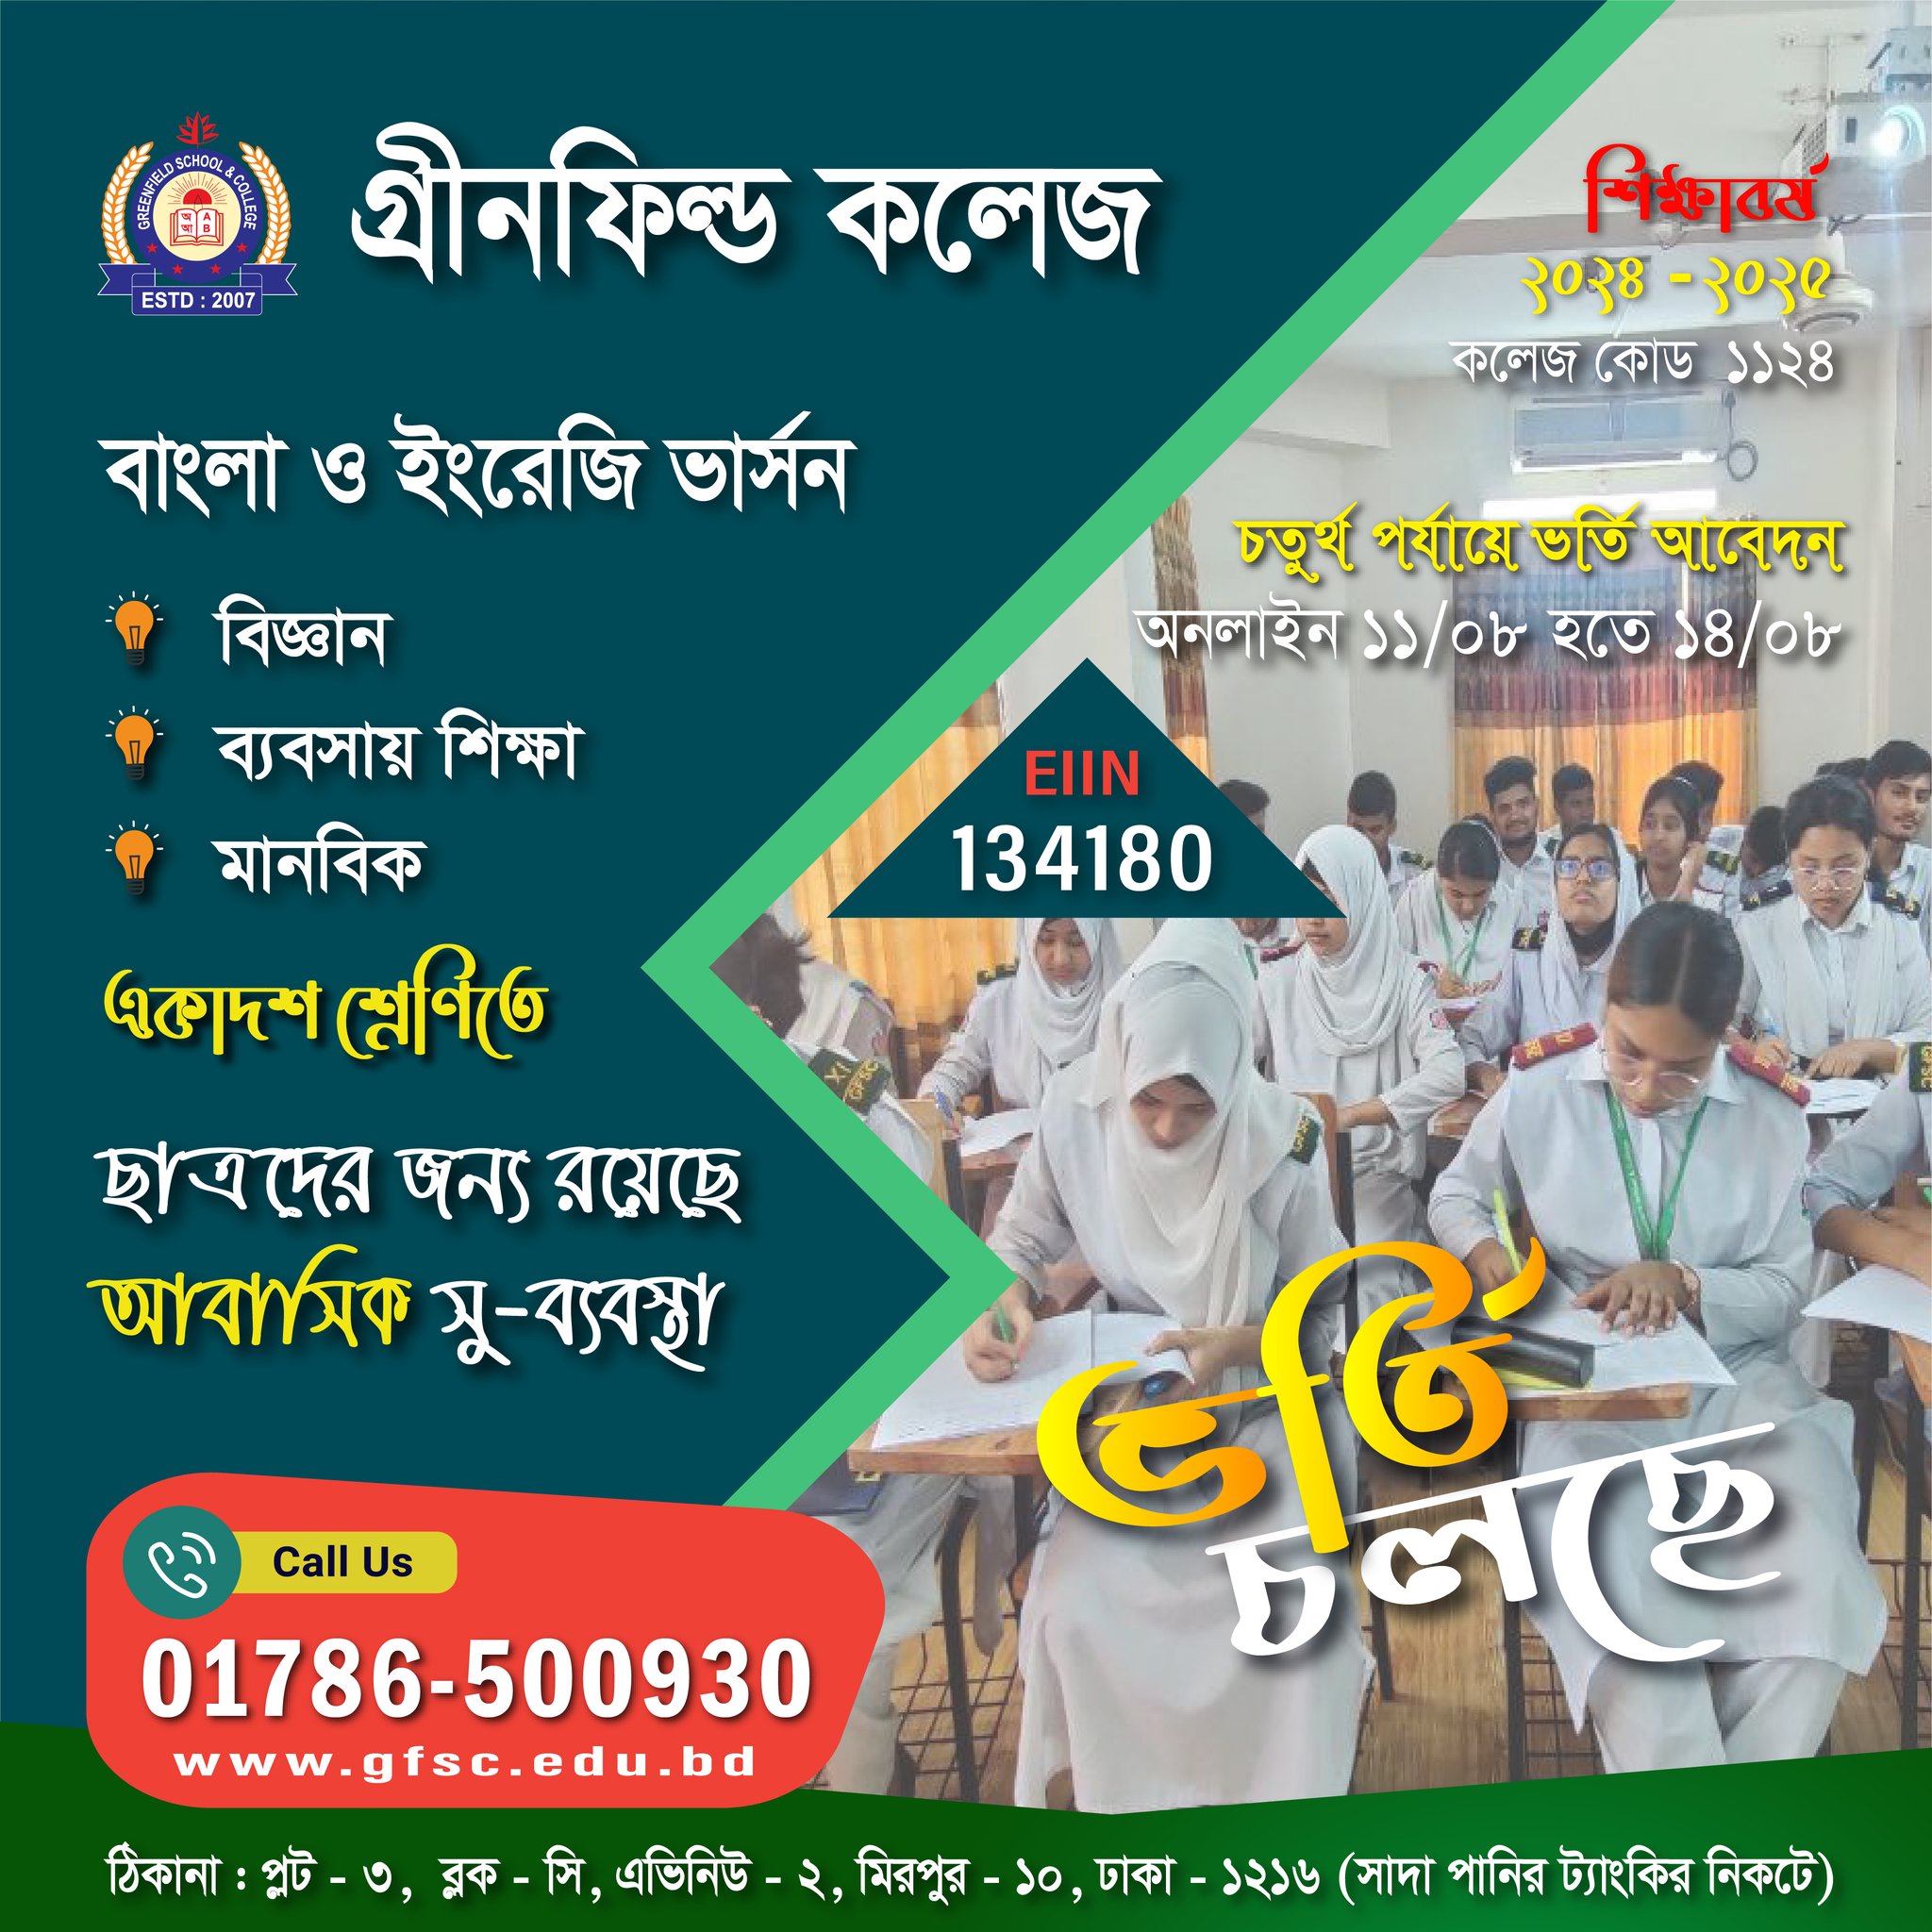 GREENFIELD SCHOOL & COLLEGE
অ A
আ B
ESTD : 2007
গ্রীনফিল্ড কলেজ
শিক্ষাবর্ষ
২০২৪ - ২০২৫
কলেজ কোড ১১২৪
বাংলা ও ইংরেজি ভার্সন
চতুর্থ পর্যায়ে ভর্তি আবেদন
অনলাইন ১১/০৮ হতে ১৪/০৮
বিজ্ঞান
ব্যবসায় শিক্ষা
মানবিক
EIIN
134180
একাদশ শ্রেণিতে
XI
GFSC
ছাত্রদের জন্য রয়েছে
আবাসিক সু-ব্যবস্থা
ভর্তি
চলছে
Call Us
01786-500930
www.gfsc.edu.bd
ঠিকানা : প্লট - ৩, ব্লক - সি, এভিনিউ - ২, মিরপুর - ১০, ঢাকা - ১২১৬ (সাদা পানির ট্যাংকির নিকটে)